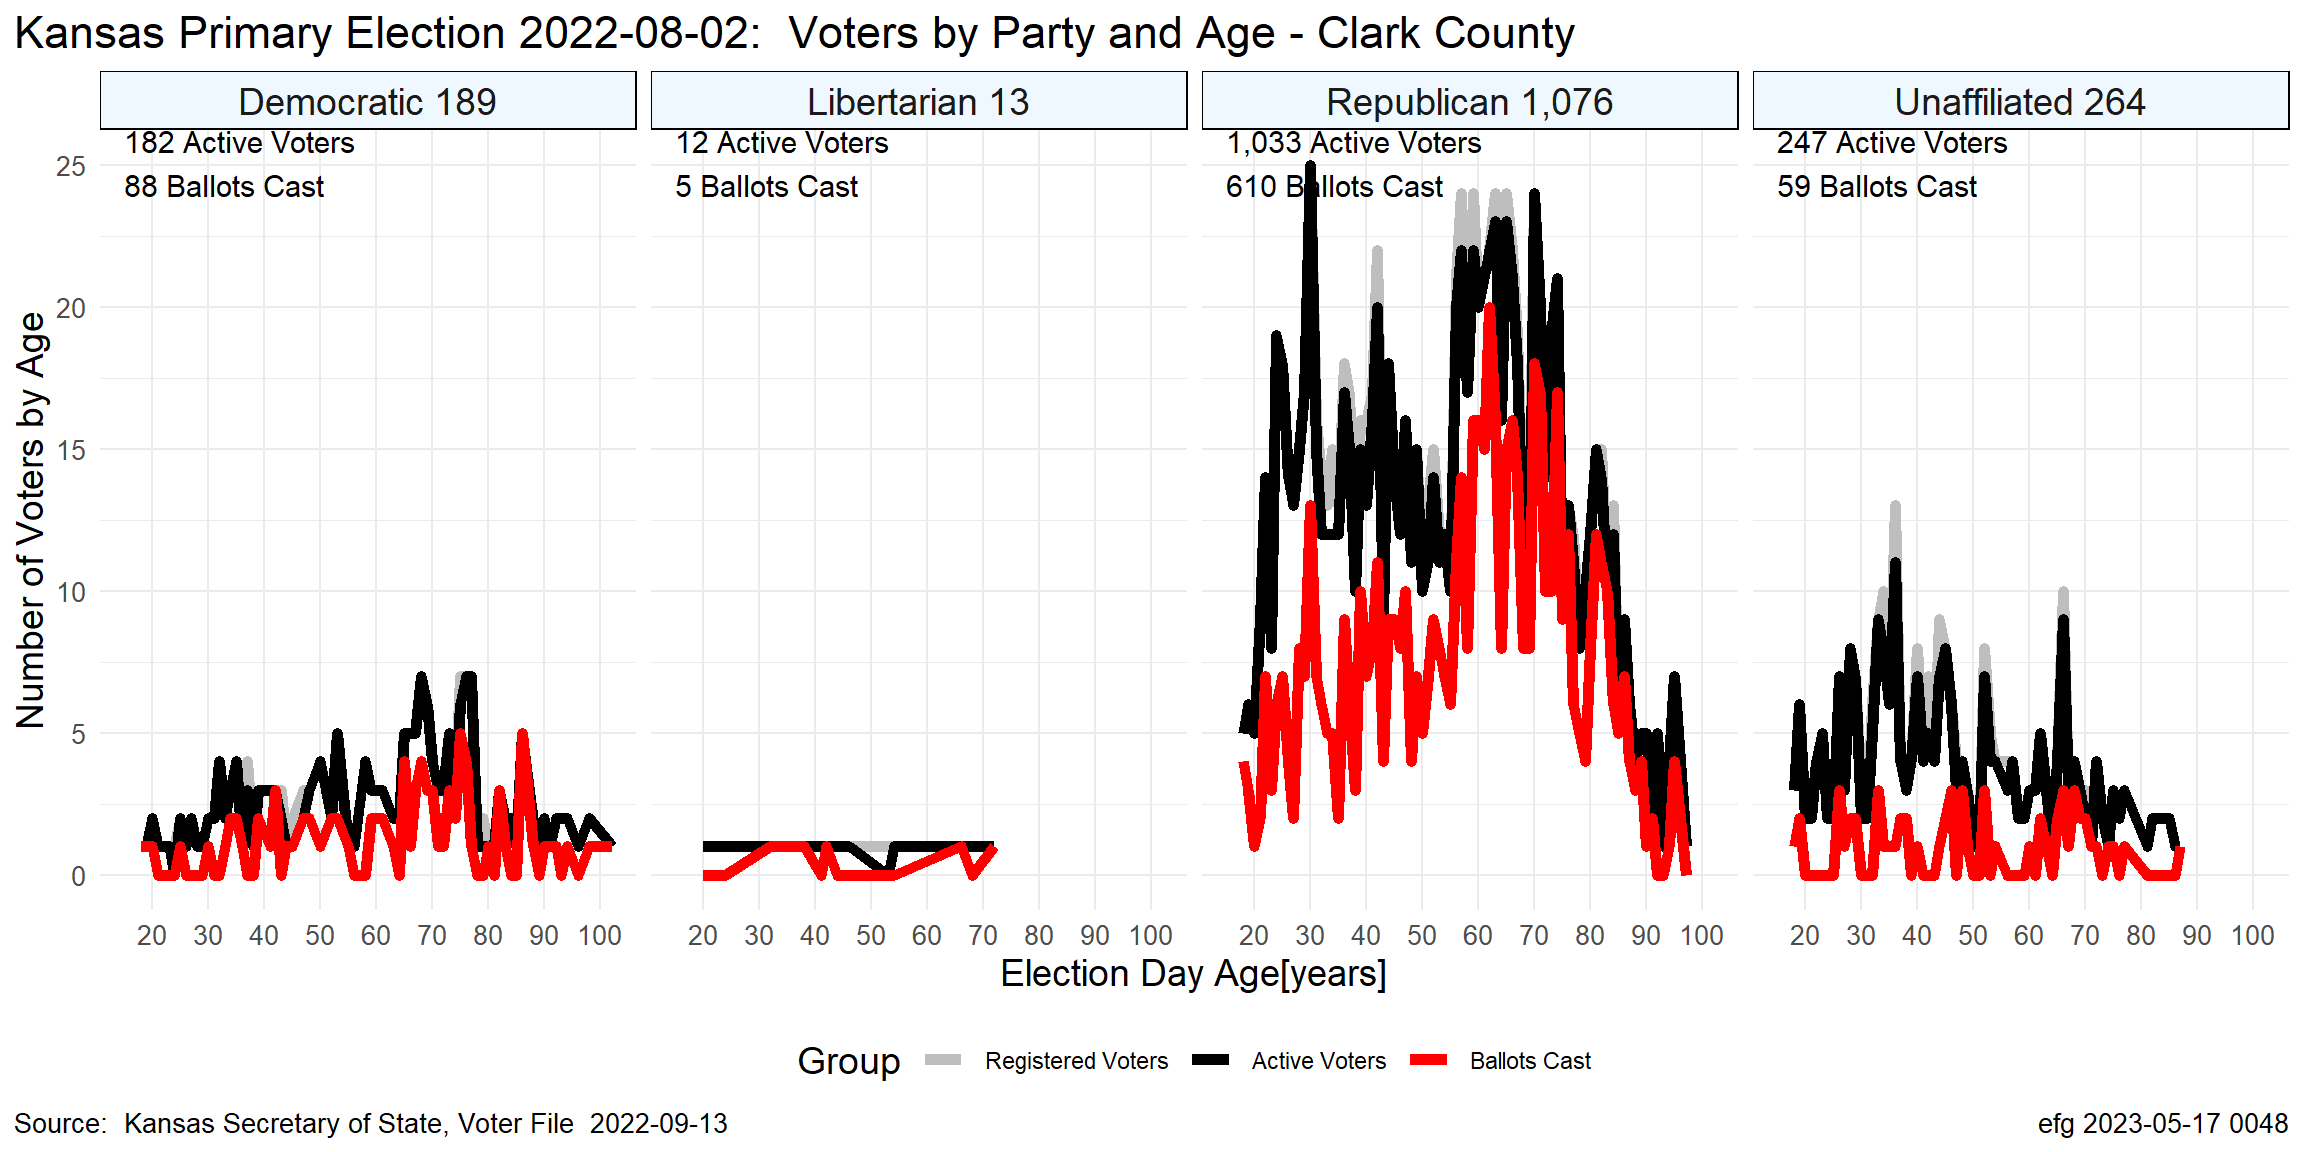 Kansas Primary Election 2022-08-02:  Voters by Party and Age - Clark County
Democratic 189
Libertarian 13
Republican 1,076
Unaffiliated 264
182 Active Voters
88 Ballots Cast
12 Active Voters
5 Ballots Cast
1,033 Active Voters
610 Ballots Cast
247 Active Voters
59 Ballots Cast
Number of Voters by Age
25
20
15
10
5
0
20 30 40 50 60 70 80 90 100
20 30 40 50 60 70 80 90 100
20 30 40 50 60 70 80 90 100
20 30 40 50 60 70 80 90 100
Election Day Age[years]
Group Registered Voters Active Voters Ballots Cast
Source:  Kansas Secretary of State, Voter File  2022-09-13
efg 2023-05-17 0048